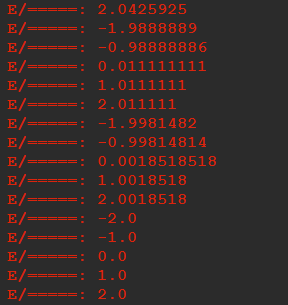 E/=====: 2.0425925
E/=====: -1.9888889
E/=====: -0.98888886
E/=====: 0.011111111
E/=====: 1.0111111
E/=====: 2.011111
E/=====: -1.9981482
E/=====: -0.99814814
E/=====: 0.0018518518
E/=====: 1.0018518
E/=====: 2.0018518
E/=====: -2.0
E/=====: -1.0
E/=====: 0.0
E/=====: 1.0
E/=====: 2.0